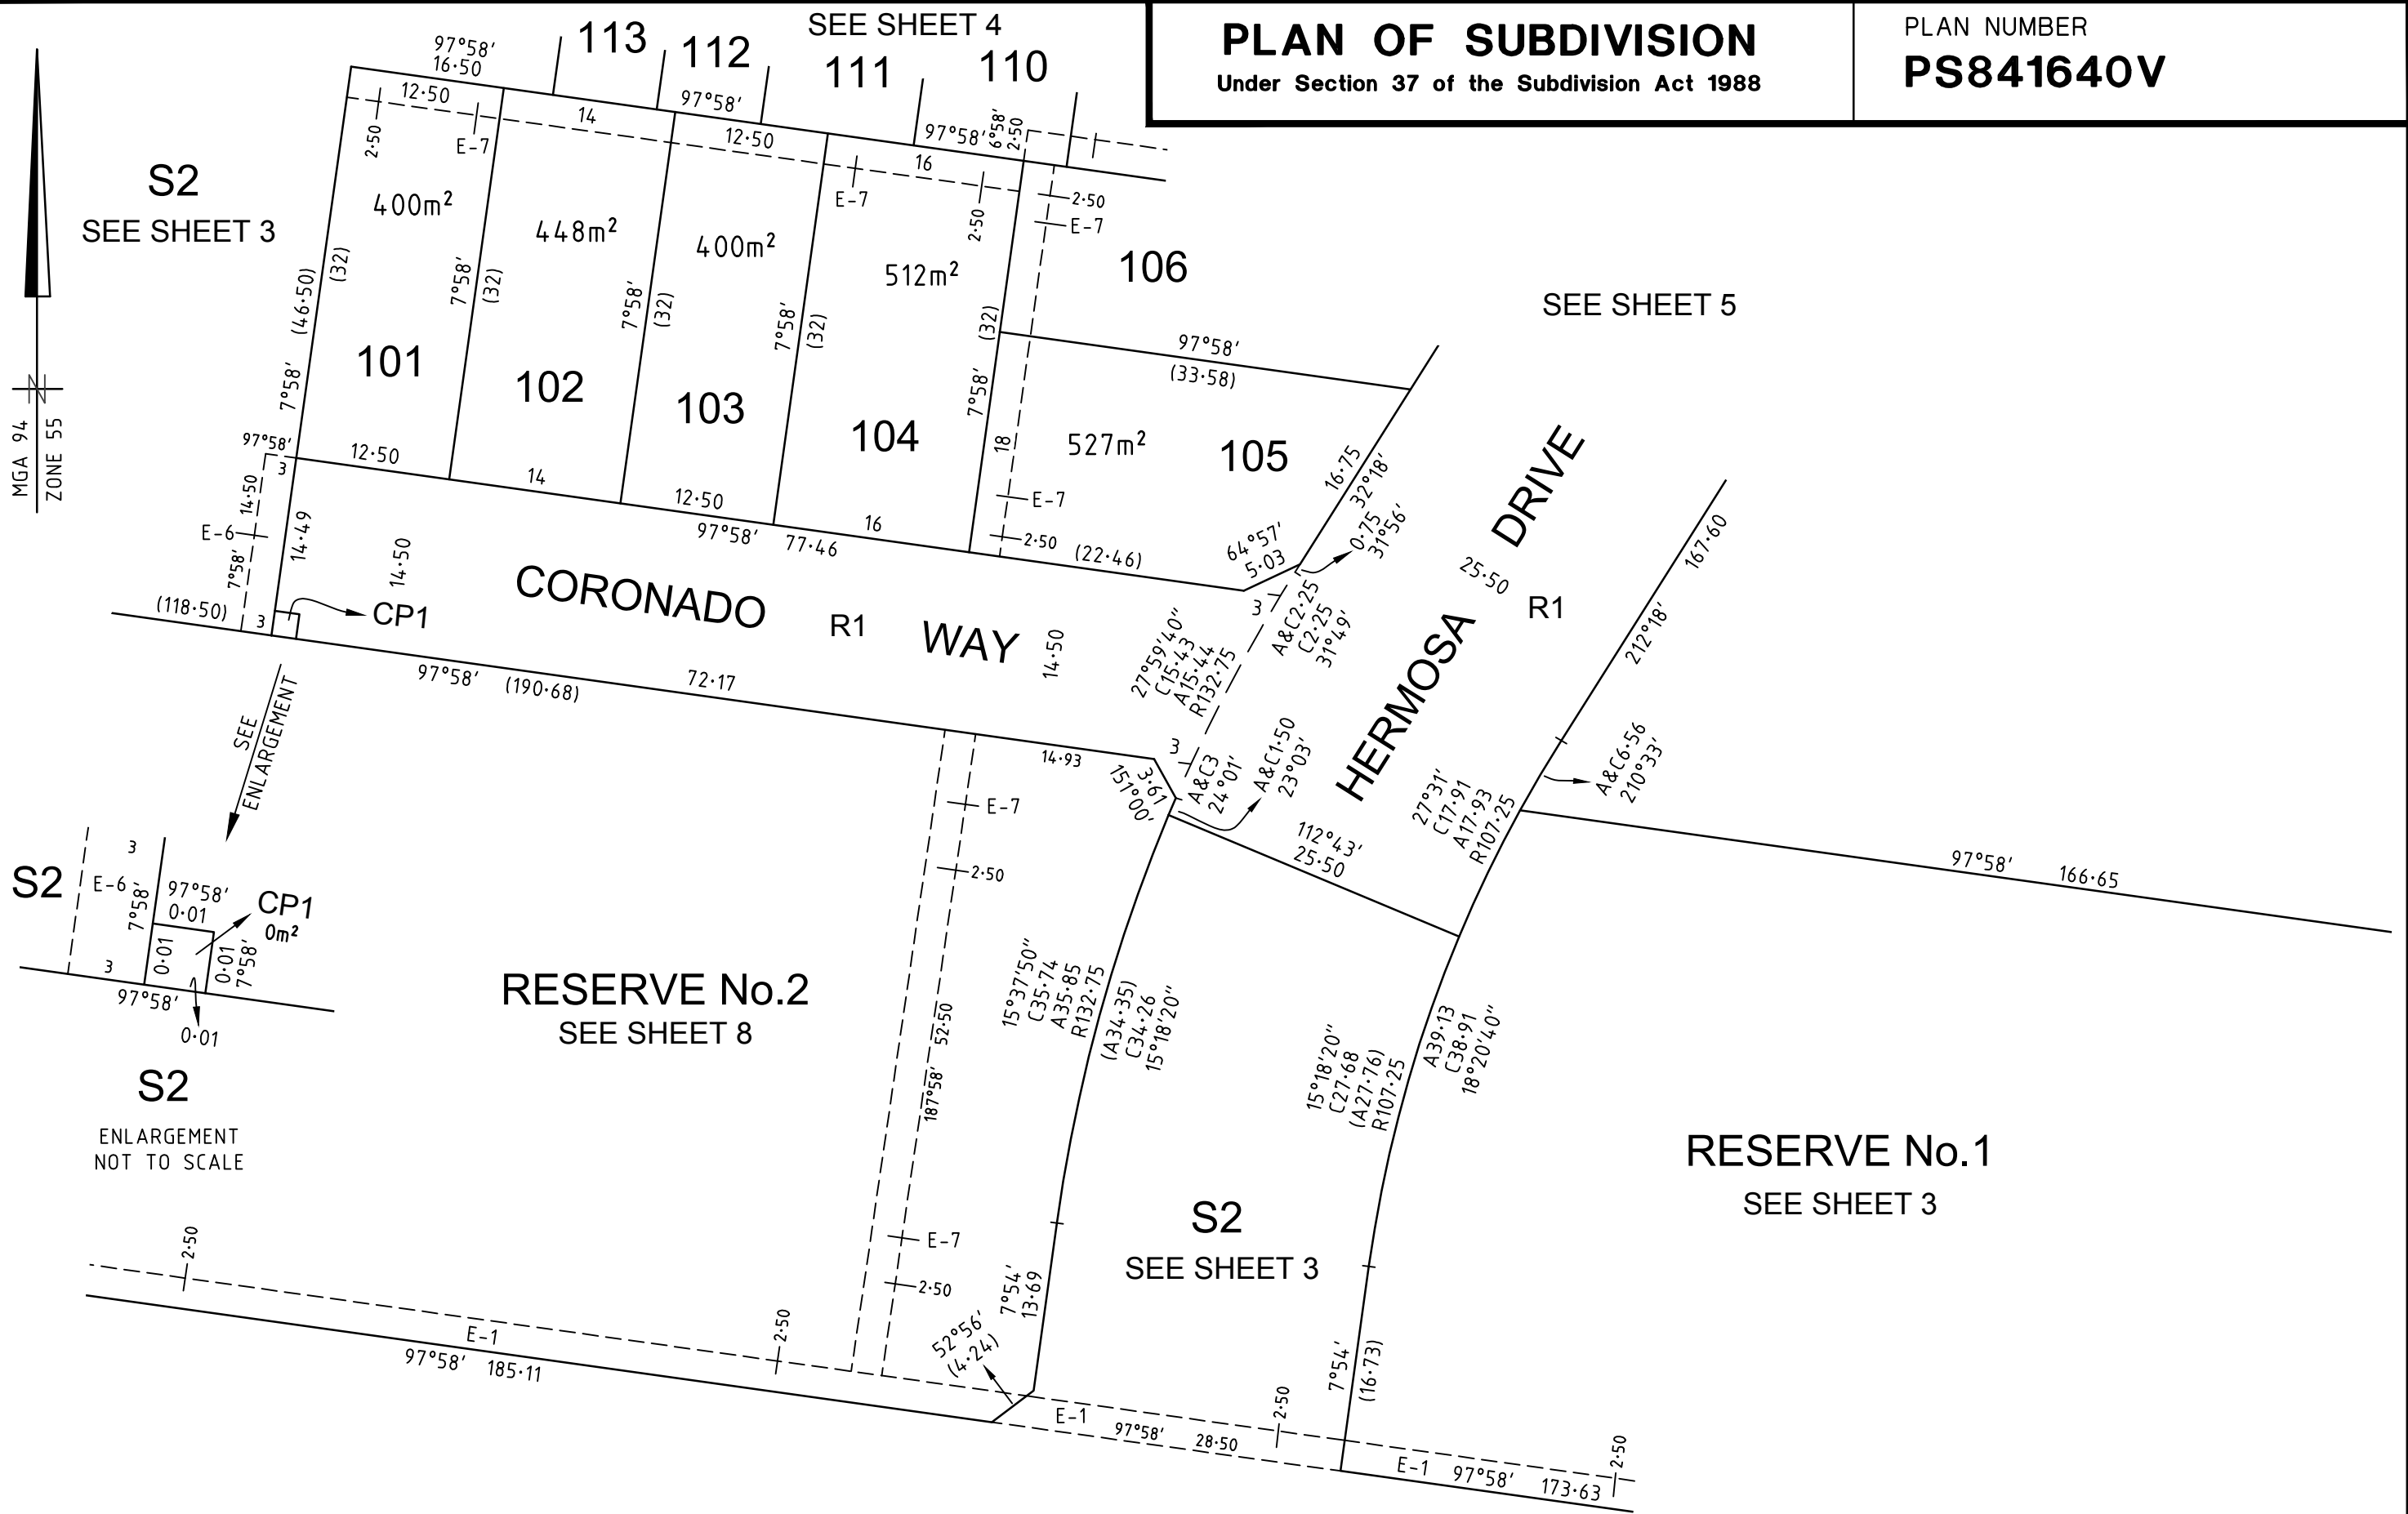 PLAN OF SUBDIVISION
Under Section 37 of the Subdivision Act 1988
PLAN NUMBER
PS841640V
SEE SHEET 4
113
112
111
110
97°58'
16·50
12·50
2·50
E-7
14
97°58'
12·50
97°58'
6°58'
2·50
16
E-7
2·50
2·50
E-7
S2
SEE SHEET 3
400m²
448m²
400m²
512m²
106
SEE SHEET 5
(46·50)
(32)
7°58'
7°58'
(32)
7°58'
(32)
7°58'
(32)
(32)
7°58'
97°58'
(33·58)
101
102
103
104
527m²
105
18
E-7
2·50
(22·46)
16·75
32°18'
0·75
31°56'
64°57'
5·03
MGA 94
ZONE 55
N
97°58'
3
12·50
14
12·50
16
97°58' 77·46
14·50
E-6
7°58'
14·49
14·50
(118·50)
3
CP1
CORONADO
R1
WAY
14·50
97°58' (190·68)
72·17
14·93
3·61
151°00'
27°59'40"
C15·43
A15·44
R132·75
3
A&C2·25
C2·25
31°49'
3
A&C3
24°01'
A&C1·50
23°03'
HERMOSA
DRIVE
25·50
R1
167·60
212°18'
A&C6·56
210°33'
27°31'
C17·91
A17·93
R107·25
112°43'
25·50
97°58' 166·65
SEE
ENLARGEMENT
S2
3
E-6
7°58'
97°58'
0·01
CP1
0m²
0·01
0·01
7°58'
3
97°58'
0·01
S2
ENLARGEMENT
NOT TO SCALE
E-7
2·50
RESERVE No.2
SEE SHEET 8
52·50
187°58'
15°37'50"
C35·74
A35·85
R132·75
(A34·35)
C34·26
15°18'20"
15°18'20"
C27·68
(A27·76)
R107·25
A39·13
C38·91
18°20'40"
RESERVE No.1
SEE SHEET 3
S2
SEE SHEET 3
E-7
2·50
7°54'
13·69
52°56'
(4·24)
2·50
E-1
2·50
97°58' 185·11
E-1
97°58' 28·50
2·50
7°54'
(16·73)
E-1
97°58' 173·63
2·50